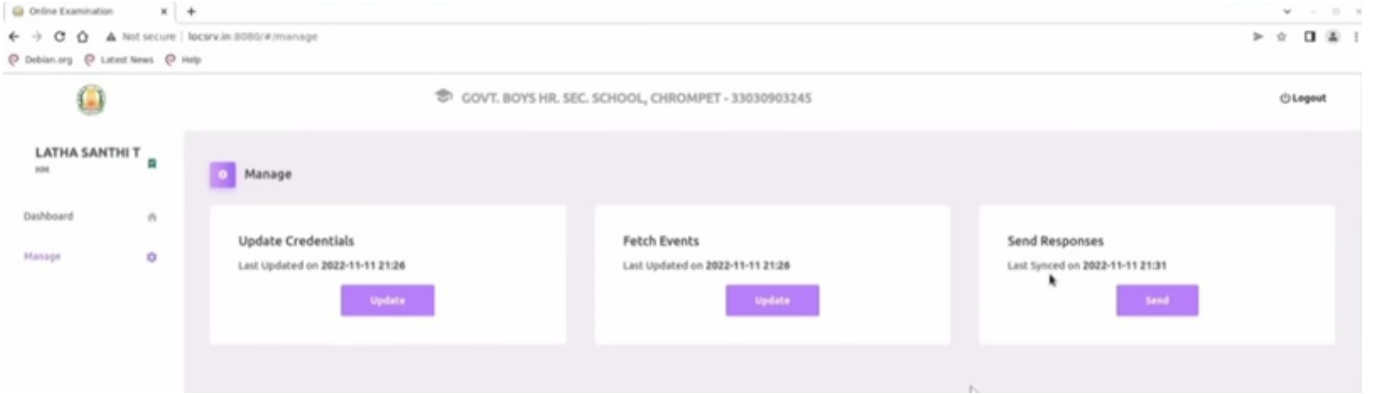 Online Examination
Not secure | locsrv.in:8080/#/manage
Debian.org Latest News Help
GOVT. BOYS HR. SEC. SCHOOL, CHROMPET - 33030903245
Logout
LATHA SANTHI T
HM
Dashboard
Manage
Manage
Update Credentials
Last Updated on 2022-11-11 21:26
Update
Fetch Events
Last Updated on 2022-11-11 21:26
Update
Send Responses
Last Synced on 2022-11-11 21:31
Send